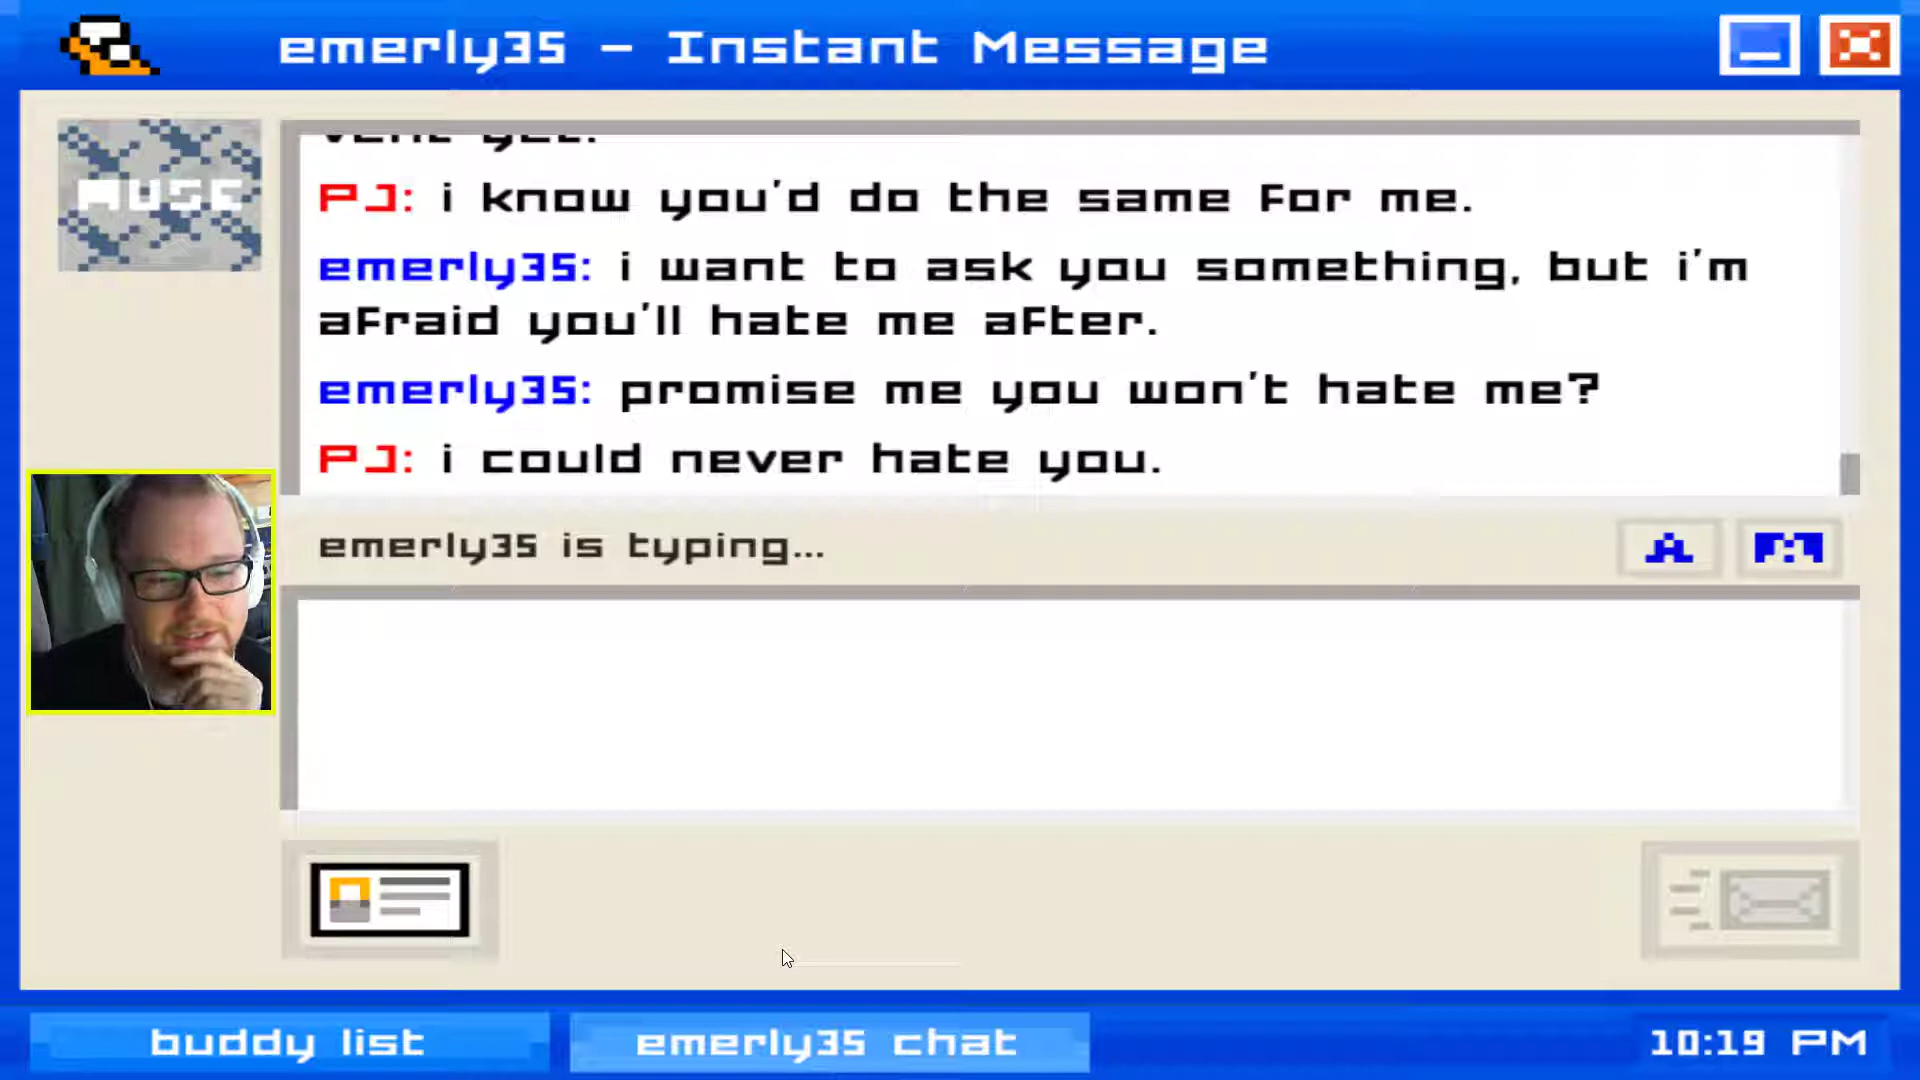 emerly35 - Instant Message
MUSE
vent yet.
PJ: i know you'd do the same for me.
emerly35: i want to ask you something, but i'm
afraid you'll hate me after.
emerly35: promise me you won't hate me?
PJ: i could never hate you.
emerly35 is typing...
A
buddy list
emerly35 chat
10:19 PM